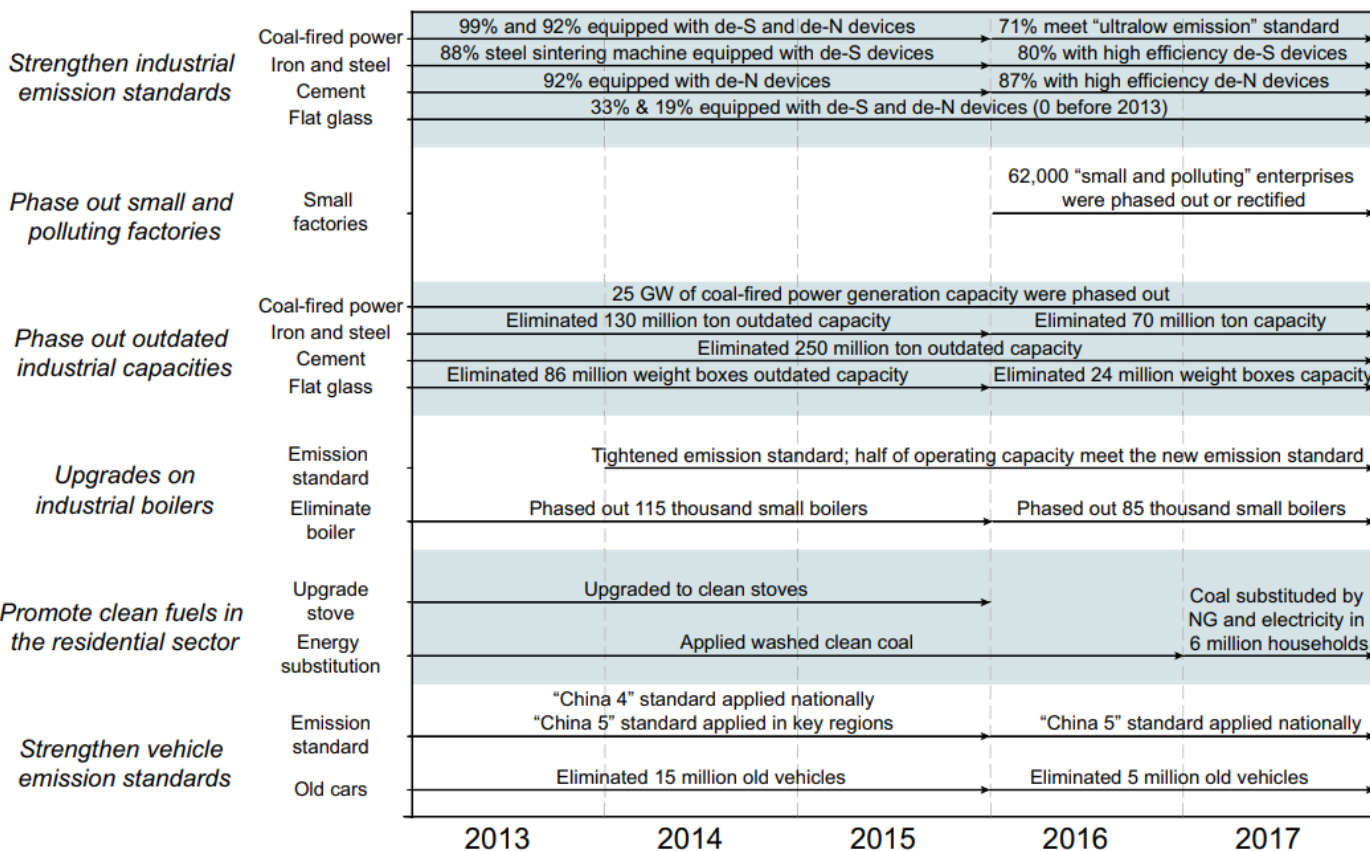 Strengthen industrial
emission standards
Coal-fired power
99% and 92% equipped with de-S and de-N devices
71% meet “ultralow emission” standard
Iron and steel
88% steel sintering machine equipped with de-S devices
80% with high efficiency de-S devices
Cement
92% equipped with de-N devices
87% with high efficiency de-N devices
Flat glass
33% & 19% equipped with de-S and de-N devices (0 before 2013)
Phase out small and
polluting factories
Small
factories
62,000 “small and polluting” enterprises
were phased out or rectified
Phase out outdated
industrial capacities
Coal-fired power
25 GW of coal-fired power generation capacity were phased out
Iron and steel
Eliminated 130 million ton outdated capacity
Eliminated 70 million ton capacity
Cement
Eliminated 250 million ton outdated capacity
Flat glass
Eliminated 86 million weight boxes outdated capacity
Eliminated 24 million weight boxes capacity
Upgrades on
industrial boilers
Emission
standard
Tightened emission standard; half of operating capacity meet the new emission standard
Eliminate
boiler
Phased out 115 thousand small boilers
Phased out 85 thousand small boilers
Promote clean fuels in
the residential sector
Upgrade
stove
Upgraded to clean stoves
Energy
substitution
Applied washed clean coal
Coal substituded by
NG and electricity in
6 million households
Strengthen vehicle
emission standards
Emission
standard
“China 4” standard applied nationally
“China 5” standard applied in key regions
“China 5” standard applied nationally
Old cars
Eliminated 15 million old vehicles
Eliminated 5 million old vehicles
2013
2014
2015
2016
2017